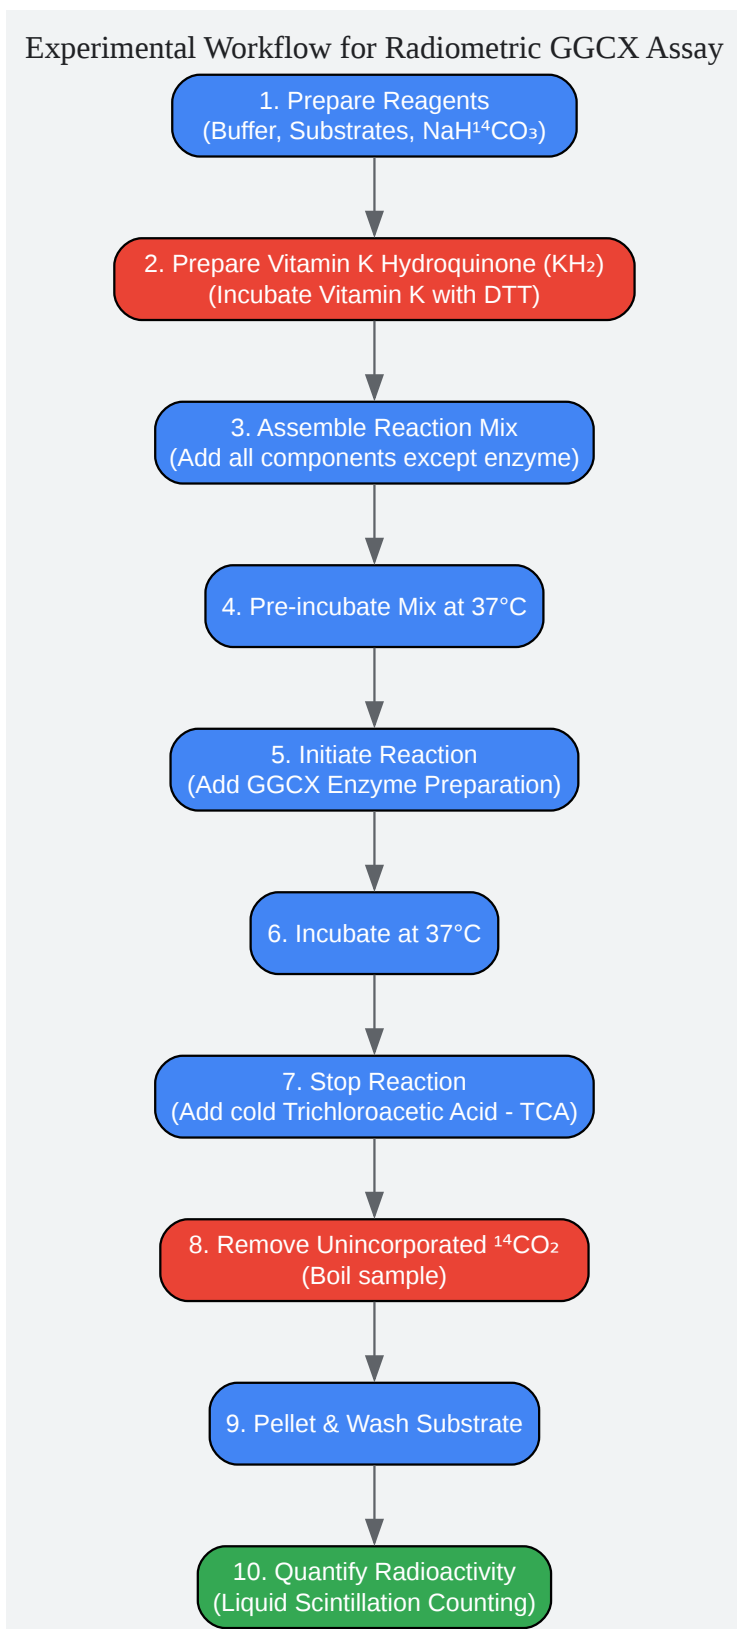 Experimental Workflow for Radiometric GGCX Assay
1. Prepare Reagents
(Buffer, Substrates, NaH¹⁴CO₃)
2. Prepare Vitamin K Hydroquinone (KH₂)
(Incubate Vitamin K with DTT)
3. Assemble Reaction Mix
(Add all components except enzyme)
4. Pre-incubate Mix at 37°C
5. Initiate Reaction
(Add GGCX Enzyme Preparation)
6. Incubate at 37°C
7. Stop Reaction
(Add cold Trichloroacetic Acid - TCA)
8. Remove Unincorporated ¹⁴CO₂
(Boil sample)
9. Pellet & Wash Substrate
10. Quantify Radioactivity
(Liquid Scintillation Counting)